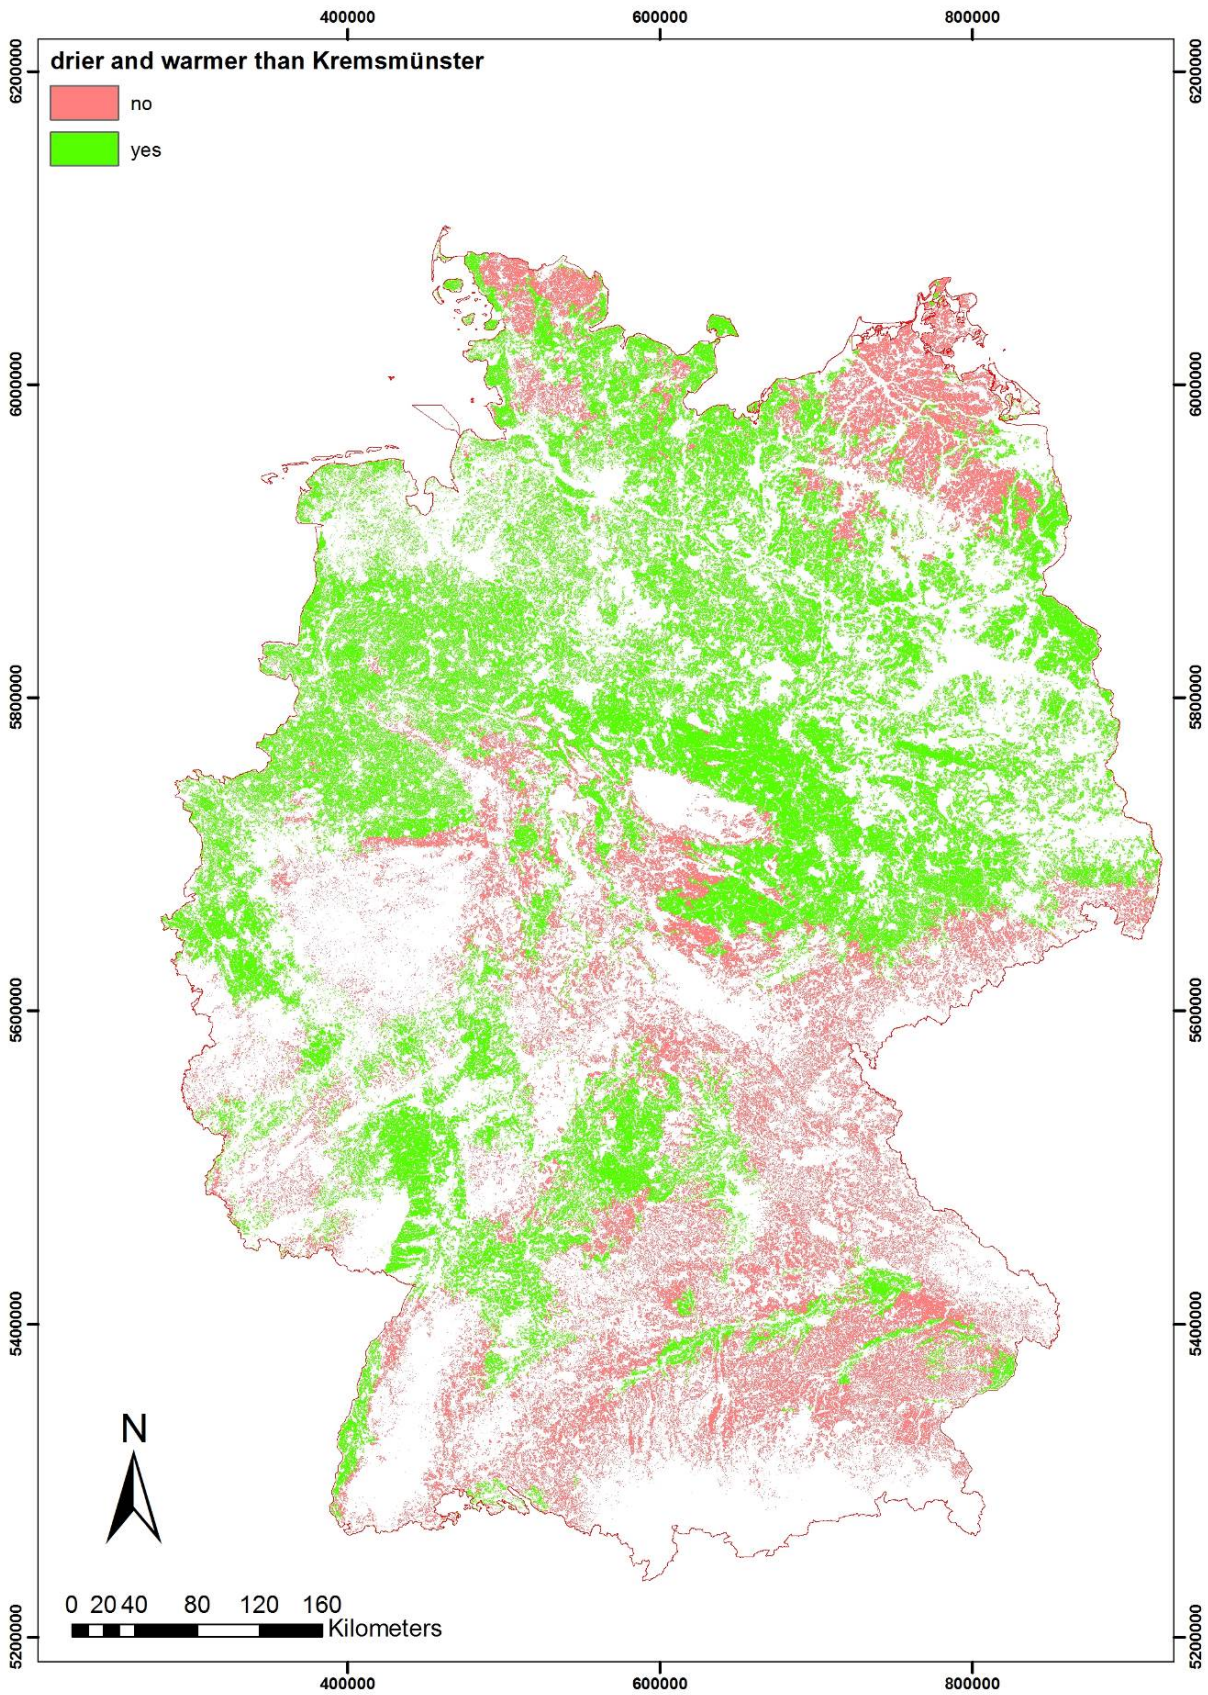 400000 600000 800000
drier and warmer than Kremsmünster
no
yes
6200000 6200000
6000000 6000000
5800000 5800000
5600000 5600000
5400000 5400000
N
0 20 40 80 120 160
Kilometers
5200000 5200000
400000 600000 800000